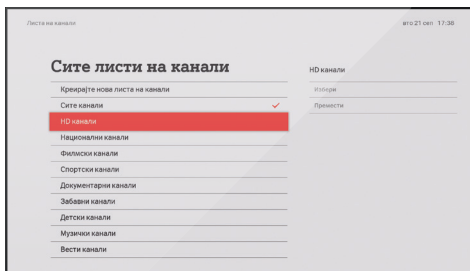 Листа на канали
вто 21 сеп 17:38
Сите листи на канали
HD канали
Креирајте нова листа на канали
Избери
Сите канали
Премести
HD канали
Национални канали
Филмски канали
Спортски канали
Документарни канали
Забавни канали
Детски канали
Музички канали
Вести канали